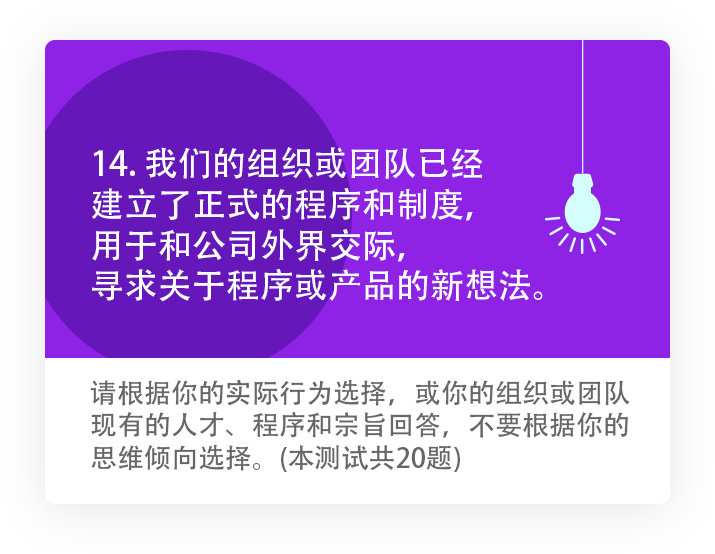 14. 我们的组织或团队已经
建立了正式的程序和制度,
用于和公司外界交际,
寻求关于程序或产品的新想法。
请根据你的实际行为选择，或你的组织或团队
现有的人才、程序和宗旨回答，不要根据你的
思维倾向选择。(本测试共20题)